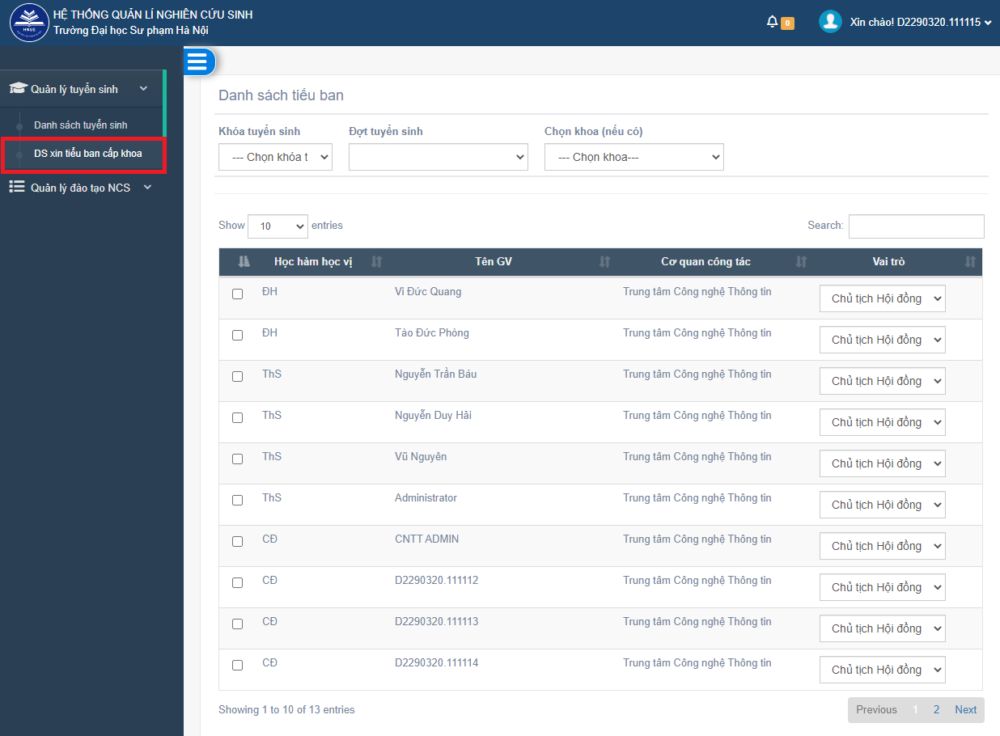 HỆ THỐNG QUẢN LÍ NGHIÊN CỨU SINH
Trường Đại học Sư phạm Hà Nội
HNUE
0
Xin chào! D2290320.111115
Quản lý tuyển sinh
Danh sách tuyển sinh
DS xin tiểu ban cấp khoa
Quản lý đào tạo NCS
Danh sách tiểu ban
Khóa tuyển sinh Đợt tuyển sinh Chọn khoa (nếu có)
--- Chọn khóa t --- Chọn khoa---
Show 10 entries Search:
Học hàm học vị Tên GV Cơ quan công tác Vai trò
ĐH Vi Đức Quang Trung tâm Công nghệ Thông tin Chủ tịch Hội đồng
ĐH Tào Đức Phòng Trung tâm Công nghệ Thông tin Chủ tịch Hội đồng
ThS Nguyễn Trần Báu Trung tâm Công nghệ Thông tin Chủ tịch Hội đồng
ThS Nguyễn Duy Hải Trung tâm Công nghệ Thông tin Chủ tịch Hội đồng
ThS Vũ Nguyên Trung tâm Công nghệ Thông tin Chủ tịch Hội đồng
ThS Administrator Trung tâm Công nghệ Thông tin Chủ tịch Hội đồng
CĐ CNTT ADMIN Trung tâm Công nghệ Thông tin Chủ tịch Hội đồng
CĐ D2290320.111112 Trung tâm Công nghệ Thông tin Chủ tịch Hội đồng
CĐ D2290320.111113 Trung tâm Công nghệ Thông tin Chủ tịch Hội đồng
CĐ D2290320.111114 Trung tâm Công nghệ Thông tin Chủ tịch Hội đồng
Showing 1 to 10 of 13 entries Previous 1 2 Next